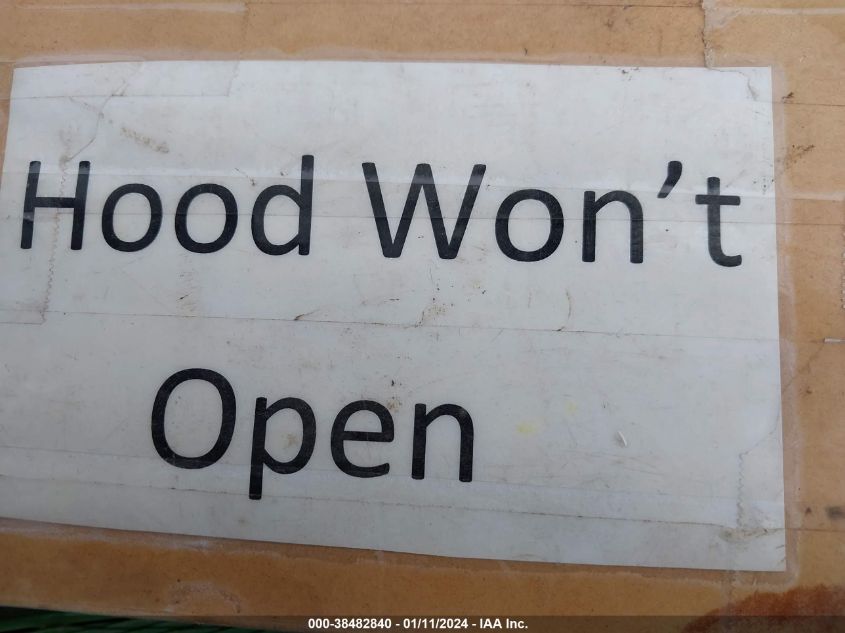 Hood Won’t
Open
000-38482840 - 01/11/2024 - IAA Inc.